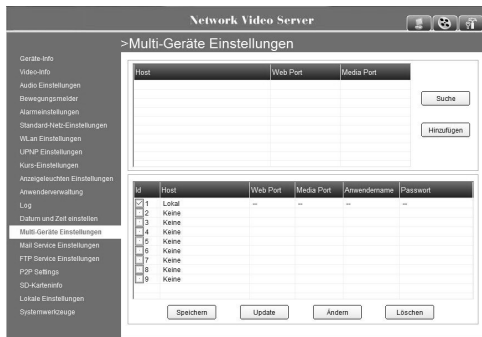 Network Video Server
>Multi-Geräte Einstellungen
Geräte-Info
Video-Info
Audio Einstellungen
Bewegungsmelder
Alarmeinstellungen
Standard-Netz-Einstellungen
WLan Einstellungen
UPNP Einstellungen
Kurs-Einstellungen
Anzeigeleuchten Einstellungen
Anwenderverwaltung
Log
Datum und Zeit einstellen
Multi-Geräte Einstellungen
Mail Service Einstellungen
FTP Service Einstellungen
P2P Settings
SD-Karteninfo
Lokale Einstellungen
Systemwerkzeuge
Host Web Port Media Port
Suche
Hinzufügen
Id Host Web Port Media Port Anwendername Passwort
1 Lokal -- -- -- --
2 Keine
3 Keine
4 Keine
5 Keine
6 Keine
7 Keine
8 Keine
9 Keine
Speichern Update Ändern Löschen